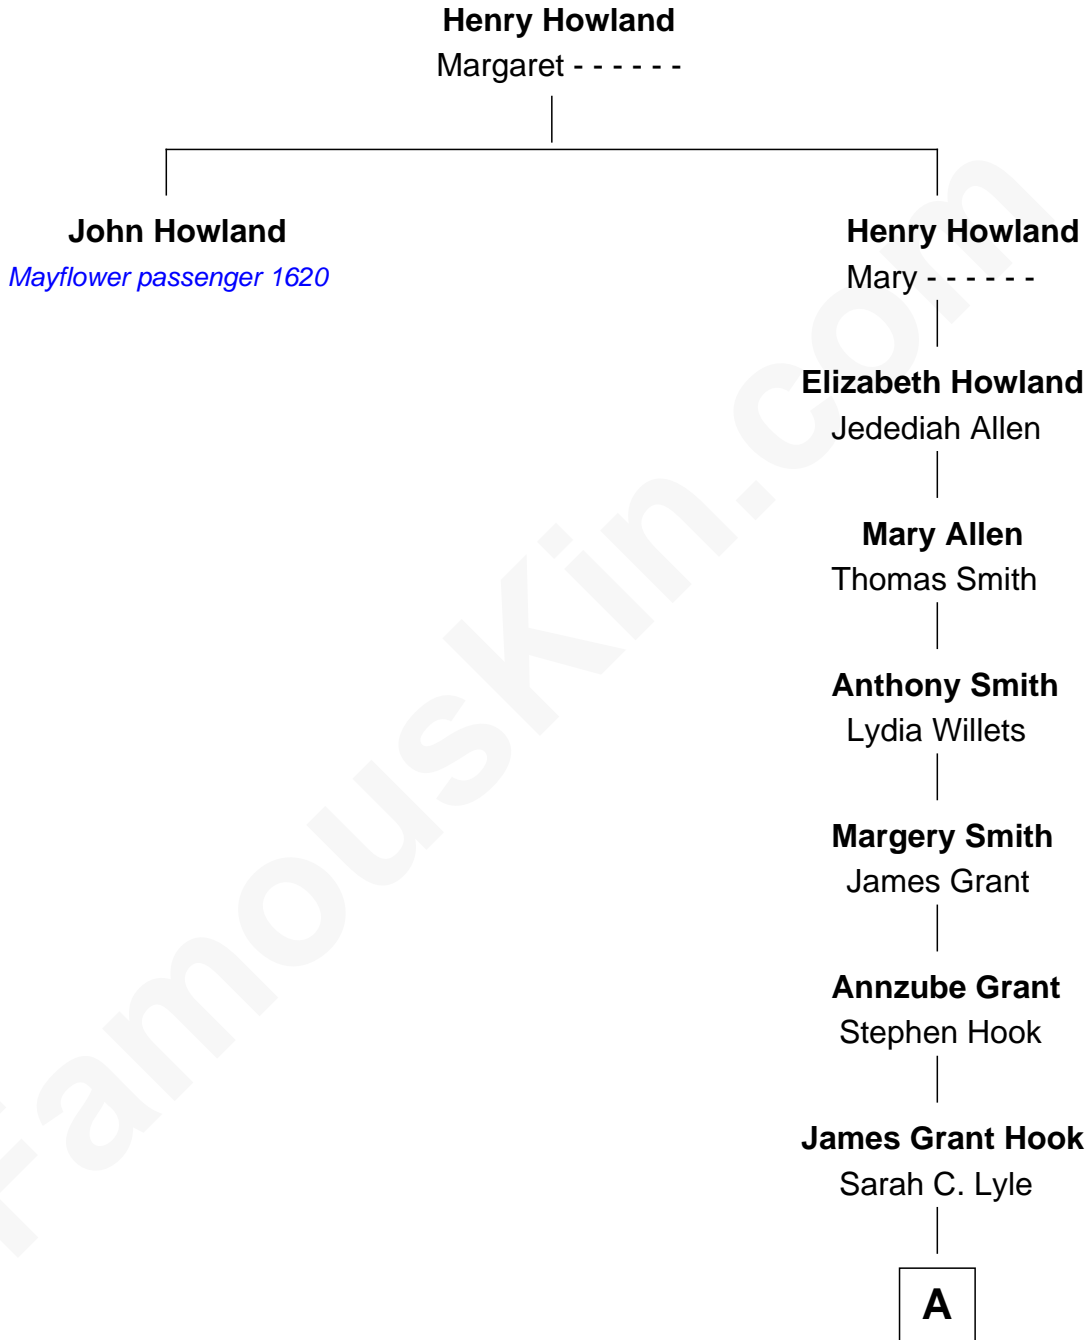 Henry Howland
Margaret - - - - - -
John Howland
Mayflower passenger 1620
Henry Howland
Mary - - - - - -
Elizabeth Howland
Jedediah Allen
Mary Allen
Thomas Smith
Anthony Smith
Lydia Willets
Margery Smith
James Grant
Annzube Grant
Stephen Hook
James Grant Hook
Sarah C. Lyle
A
FamousKin.com